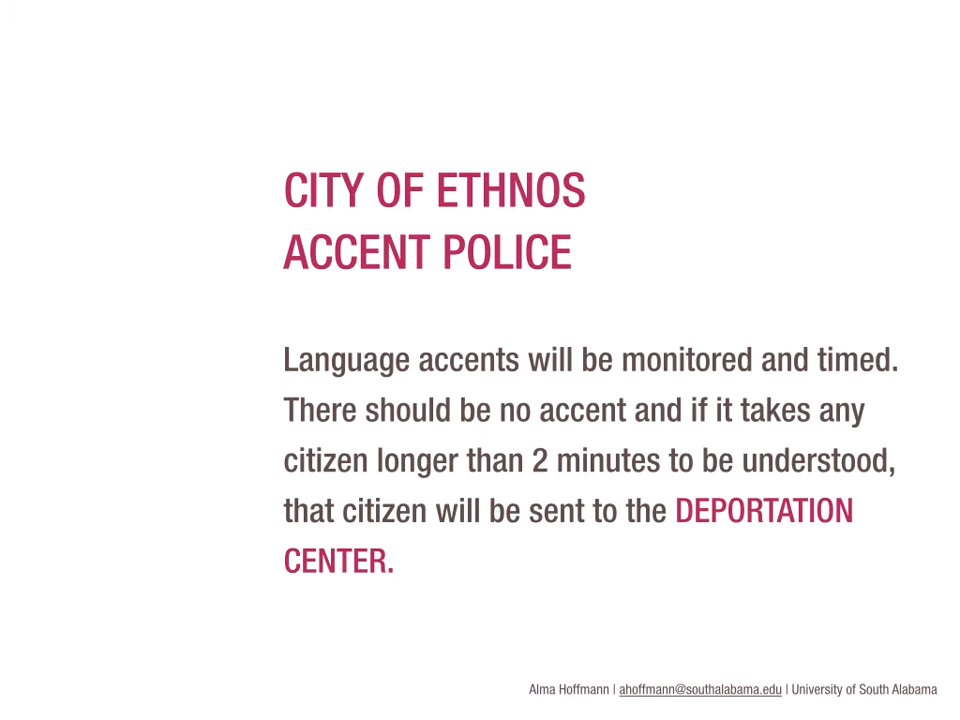 CITY OF ETHNOS
ACCENT POLICE
Language accents will be monitored and timed.
There should be no accent and if it takes any
citizen longer than 2 minutes to be understood,
that citizen will be sent to the DEPORTATION
CENTER.
Alma Hoffmann | ahoffmann@southalabama.edu | University of South Alabama